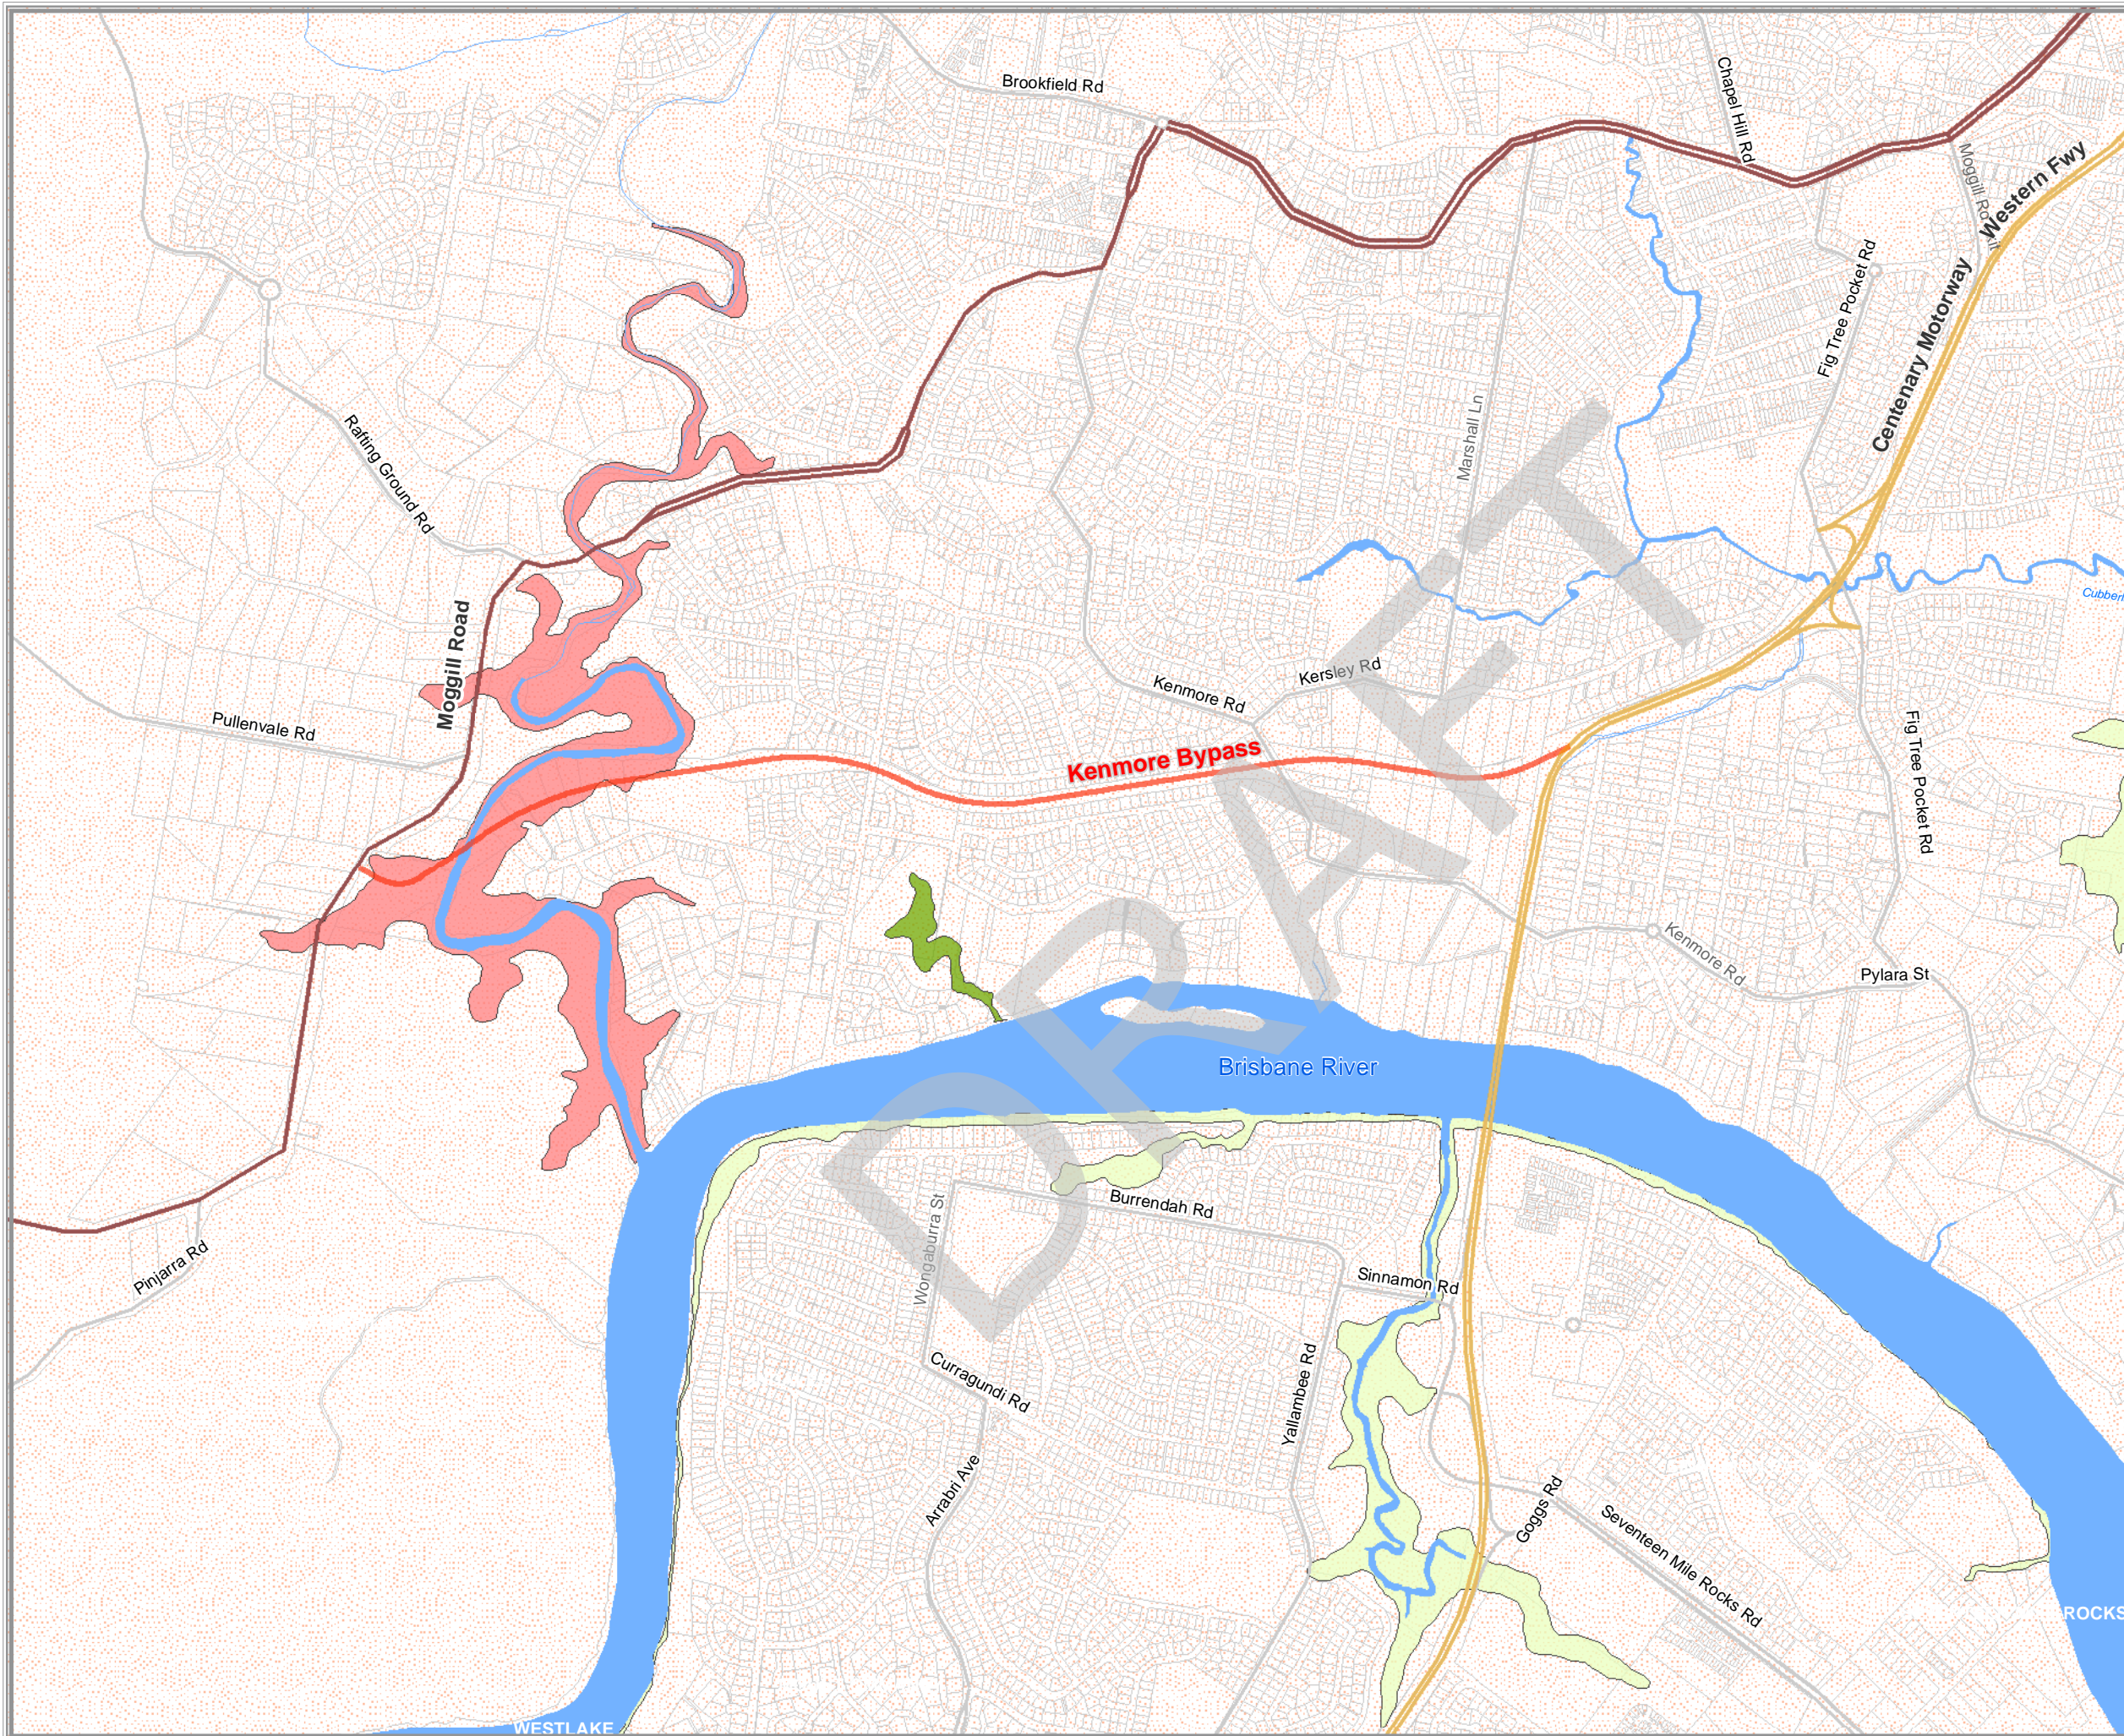 Brookfield Rd
Chapel Hill Rd
Western Fwy
Fig Tree Pocket Rd
Centenary Motorway
Marshall Ln
Rafting Ground Rd
Moggill Road
Pullenvale Rd
Kersley Rd
Kenmore Rd
Kenmore Bypass
Fig Tree Pocket Rd
Kenmore Rd
Pylara St
Brisbane River
DRAFT
Burrendah Rd
Wongaburra St
Sinnamon Rd
Pinjarra Rd
Curragundi Rd
Yallambee Rd
Arrabri Ave
Goggs Rd
Seventeen Mile Rocks Rd
ROCKS
WESTLAKE